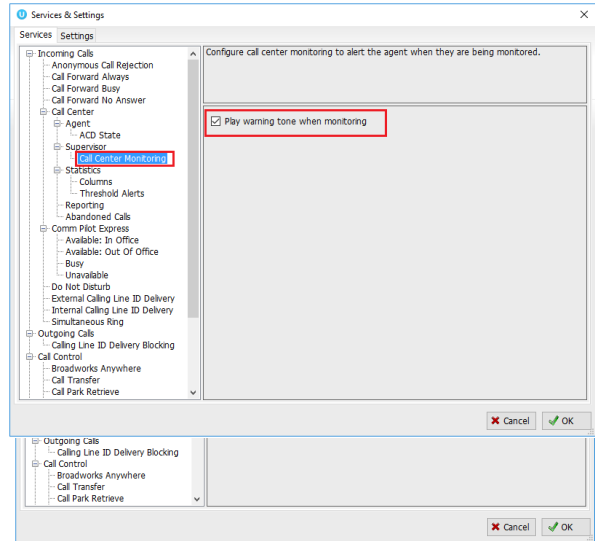 Services & Settings
Services Settings
Incoming Calls
Anonymous Call Rejection
Call Forward Always
Call Forward Busy
Call Forward No Answer
Call Center
Agent
ACD State
Supervisor
Call Center Monitoring
Statistics
Columns
Threshold Alerts
Reporting
Abandoned Calls
Comm Pilot Express
Available: In Office
Available: Out Of Office
Busy
Unavailable
Do Not Disturb
External Calling Line ID Delivery
Internal Calling Line ID Delivery
Simultaneous Ring
Outgoing Calls
Calling Line ID Delivery Blocking
Call Control
Broadworks Anywhere
Call Transfer
Call Park Retrieve
Configure call center monitoring to alert the agent when they are being monitored.
Play warning tone when monitoring
Cancel OK
Outgoing Calls
Calling Line ID Delivery Blocking
Call Control
Broadworks Anywhere
Call Transfer
Call Park Retrieve
Cancel OK